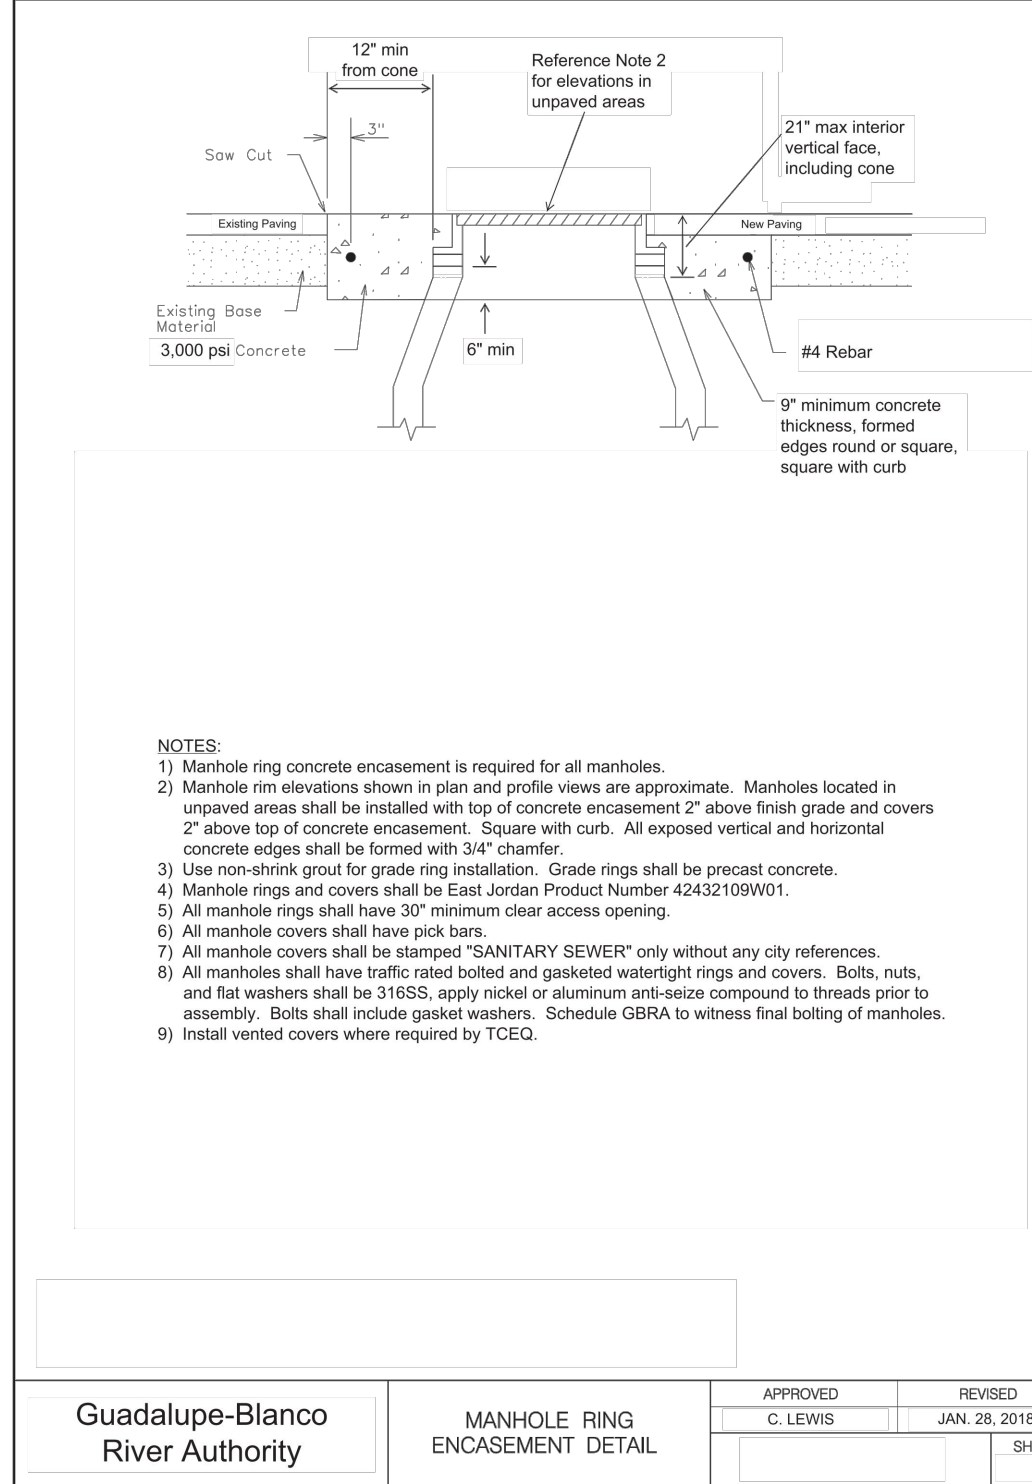 12" min
from cone
Reference Note 2
for elevations in
unpaved areas
21" max interior
vertical face,
including cone
3"
Saw Cut
Existing Paving
New Paving
Existing Base
Material
3,000 psi Concrete
6" min
#4 Rebar
9" minimum concrete
thickness, formed
edges round or square,
square with curb
NOTES:
1) Manhole ring concrete encasement is required for all manholes.
2) Manhole rim elevations shown in plan and profile views are approximate. Manholes located in
unpaved areas shall be installed with top of concrete encasement 2" above finish grade and covers
2" above top of concrete encasement. Square with curb. All exposed vertical and horizontal
concrete edges shall be formed with 3/4" chamfer.
3) Use non-shrink grout for grade ring installation. Grade rings shall be precast concrete.
4) Manhole rings and covers shall be East Jordan Product Number 42432109W01.
5) All manhole rings shall have 30" minimum clear access opening.
6) All manhole covers shall have pick bars.
7) All manhole covers shall be stamped "SANITARY SEWER" only without any city references.
8) All manholes shall have traffic rated bolted and gasketed watertight rings and covers. Bolts, nuts,
and flat washers shall be 316SS, apply nickel or aluminum anti-seize compound to threads prior to
assembly. Bolts shall include gasket washers. Schedule GBRA to witness final bolting of manholes.
9) Install vented covers where required by TCEQ.
Guadalupe-Blanco
River Authority
MANHOLE RING
ENCASEMENT DETAIL
APPROVED
C. LEWIS
REVISED
JAN. 28, 2018
SH